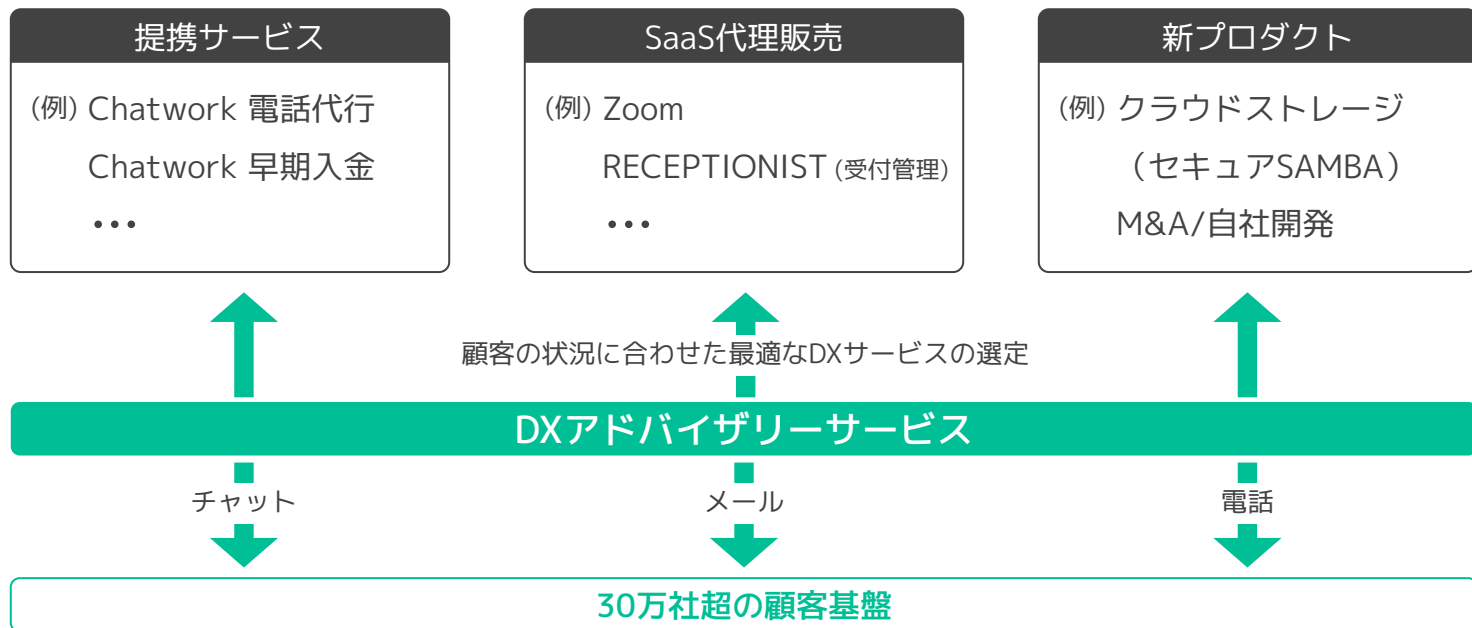 提携サービス
(例) Chatwork 電話代行
Chatwork 早期入金
・・・
SaaS代理販売
(例) Zoom
RECEPTIONIST (受付管理)
・・・
新プロダクト
(例) クラウドストレージ
（セキュアSAMBA）
M&A/自社開発
顧客の状況に合わせた最適なDXサービスの選定
DXアドバイザリーサービス
チャット
メール
電話
30万社超の顧客基盤